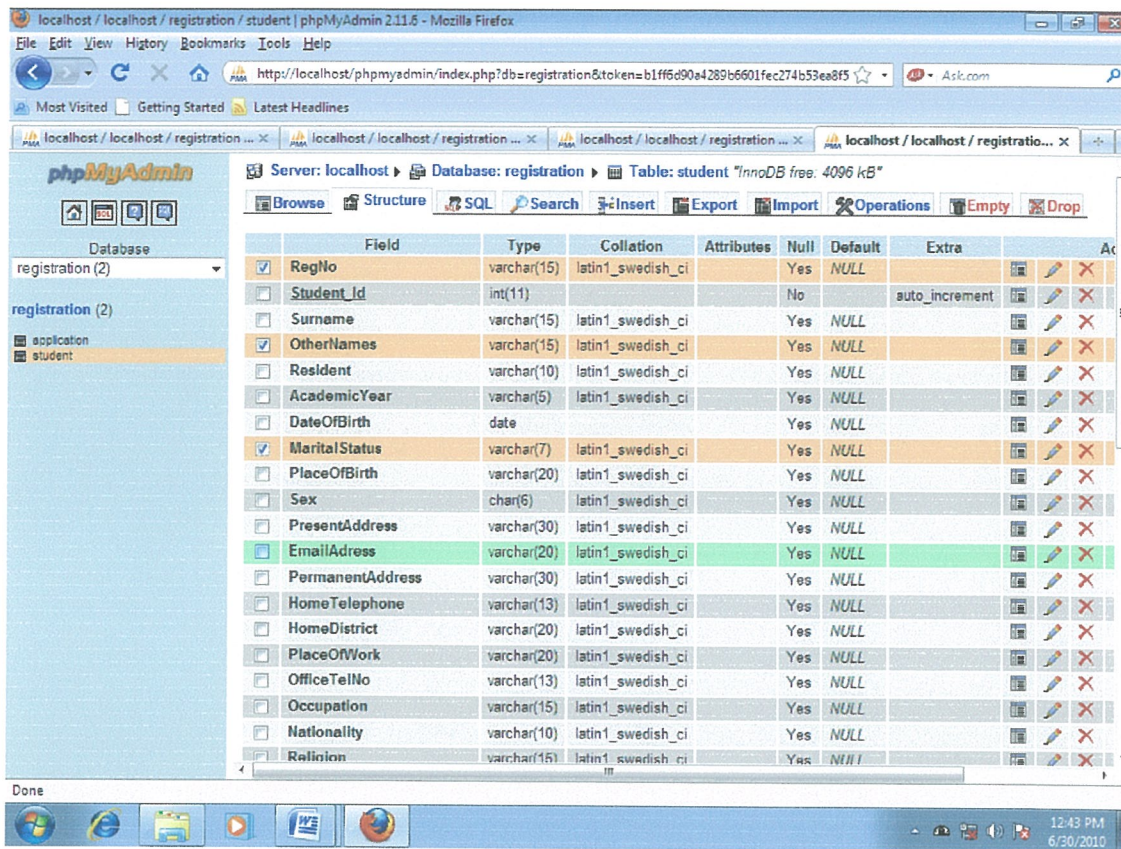 localhost / localhost / registration / student | phpMyAdmin 2.11.6 - Mozilla Firefox
File Edit View History Bookmarks Tools Help
http://localhost/phpmyadmin/index.php?db=registration&token=b1ff6d90a4289b6601fec274b53ea8f5 Ask.com
Most Visited Getting Started Latest Headlines
localhost / localhost / registration ... localhost / localhost / registration ... localhost / localhost / registration ... localhost / localhost / registratio...
phpMyAdmin
Database
registration (2)
registration (2)
application
student
Server: localhost Database: registration Table: student "InnoDB free: 4096 kB"
Browse Structure SQL Search Insert Export Import Operations Empty Drop
Field Type Collation Attributes Null Default Extra Ac
RegNo varchar(15) latin1_swedish_ci Yes NULL
Student_Id int(11) No auto_increment
Surname varchar(15) latin1_swedish_ci Yes NULL
OtherNames varchar(15) latin1_swedish_ci Yes NULL
Resident varchar(10) latin1_swedish_ci Yes NULL
AcademicYear varchar(5) latin1_swedish_ci Yes NULL
DateOfBirth date Yes NULL
MaritalStatus varchar(7) latin1_swedish_ci Yes NULL
PlaceOfBirth varchar(20) latin1_swedish_ci Yes NULL
Sex char(6) latin1_swedish_ci Yes NULL
PresentAddress varchar(30) latin1_swedish_ci Yes NULL
EmailAdress varchar(20) latin1_swedish_ci Yes NULL
PermanentAddress varchar(30) latin1_swedish_ci Yes NULL
HomeTelephone varchar(13) latin1_swedish_ci Yes NULL
HomeDistrict varchar(20) latin1_swedish_ci Yes NULL
PlaceOfWork varchar(20) latin1_swedish_ci Yes NULL
OfficeTelNo varchar(13) latin1_swedish_ci Yes NULL
Occupation varchar(15) latin1_swedish_ci Yes NULL
Nationality varchar(10) latin1_swedish_ci Yes NULL
Religion varchar(15) latin1_swedish_ci Yes NULL
Done
12:43 PM
6/30/2010